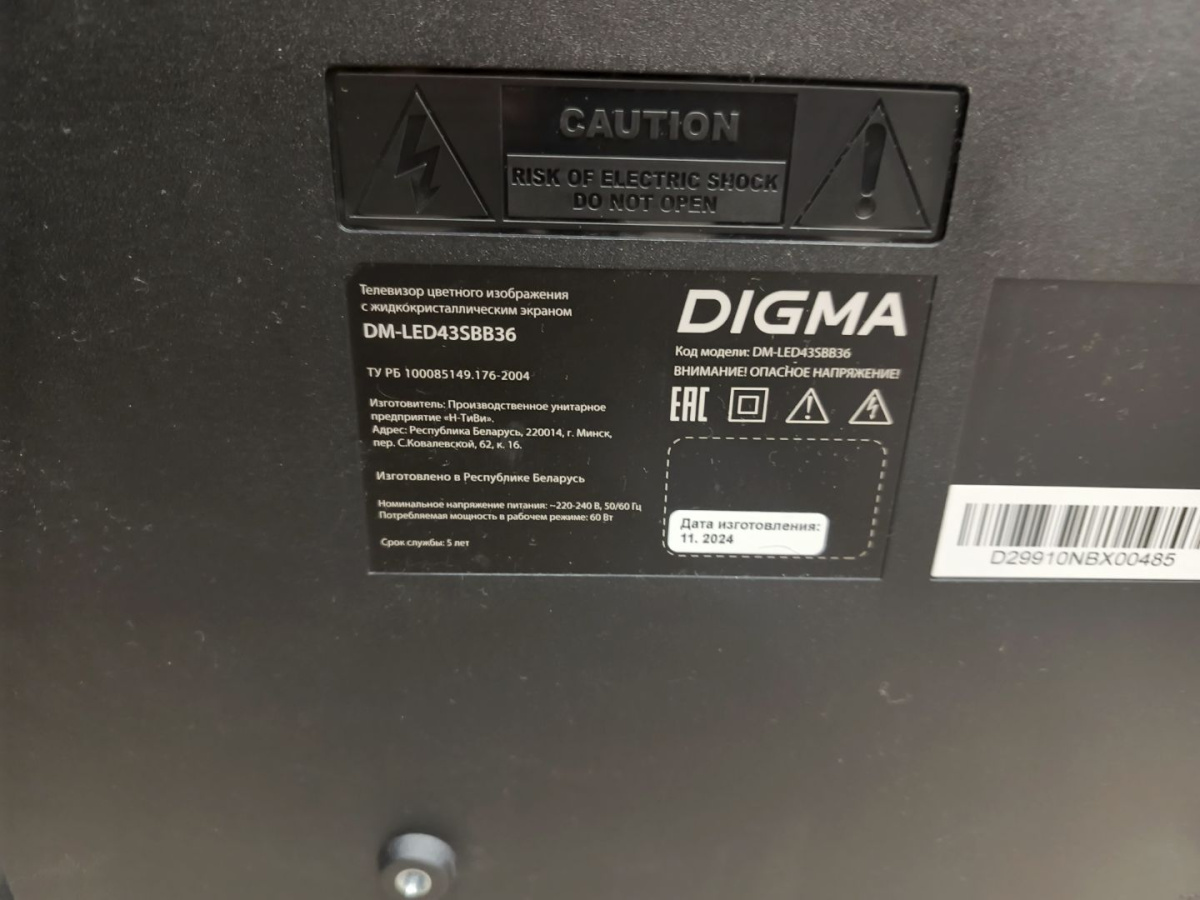 CAUTION
RISK OF ELECTRIC SHOCK
DO NOT OPEN
Телевизор цветного изображения
с жидкокристаллическим экраном
DM-LED43SBB36
ТУ РБ 100085149.176-2004
Изготовитель: Производственное унитарное
предприятие «Н-ТиВи».
Адрес: Республика Беларусь, 220014, г. Минск,
пер. С.Ковалевской, 62, к. 16.
Изготовлено в Республике Беларусь
Номинальное напряжение питания: ~220-240 В, 50/60 Гц
Потребляемая мощность в рабочем режиме: 60 Вт
Срок службы: 5 лет
DIGMA
Код модели: DM-LED43SBB36
ВНИМАНИЕ! ОПАСНОЕ НАПРЯЖЕНИЕ!
EAC
Дата изготовления:
11. 2024
D29910NBX00485